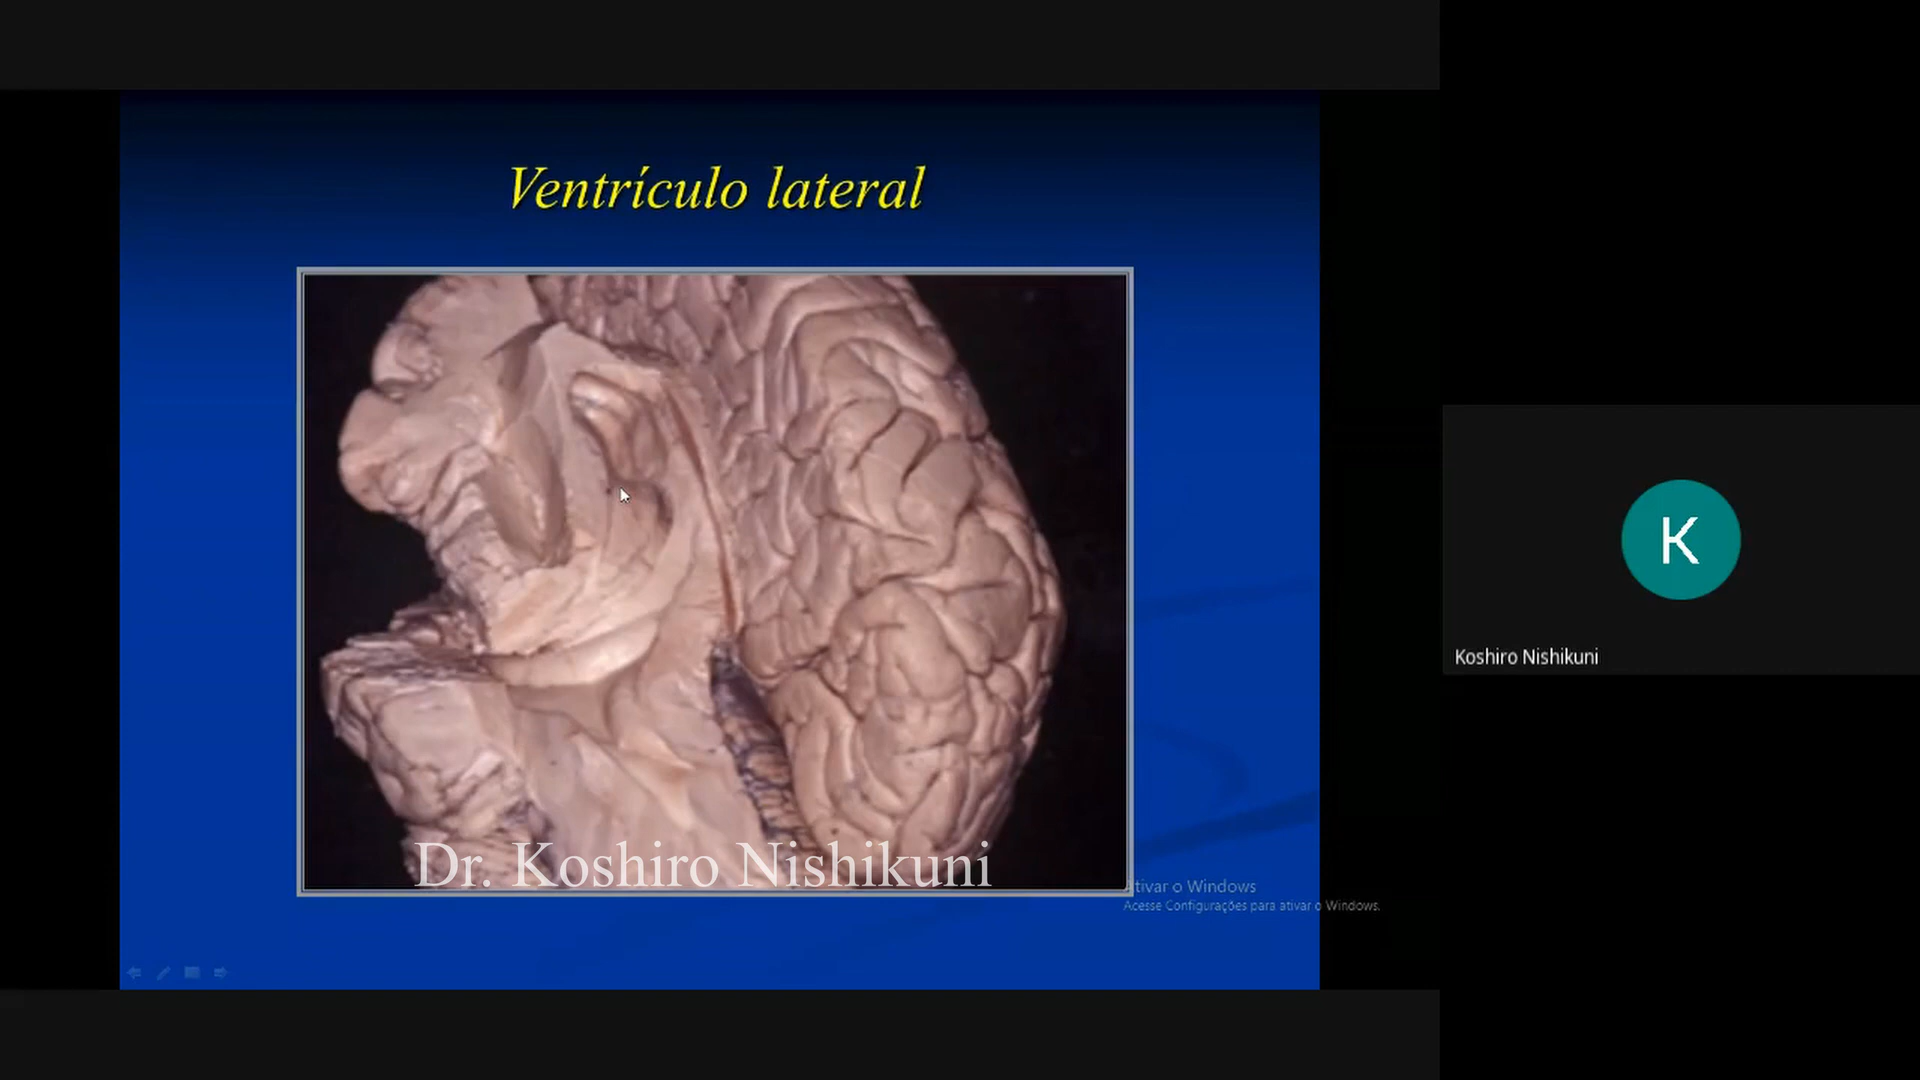 Ventrículo lateral
K
Koshiro Nishikuni
Dr. Koshiro Nishikuni
tivar o Windows
Acesse Configurações para ativar o Windows.